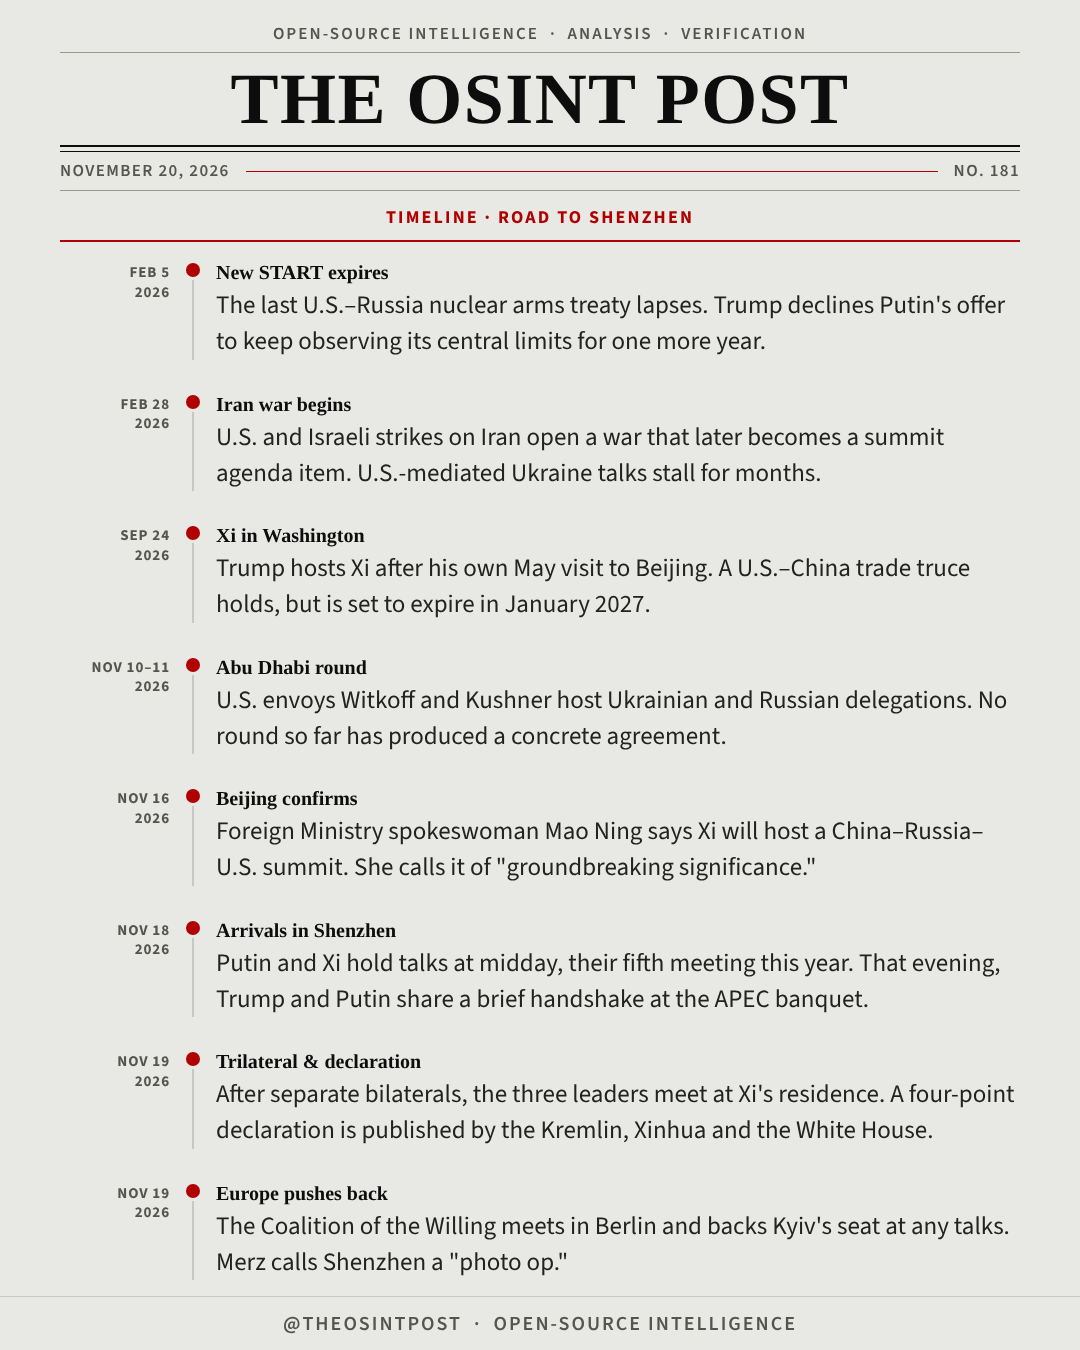 OPEN-SOURCE INTELLIGENCE · ANALYSIS · VERIFICATION
THE OSINT POST
NOVEMBER 20, 2026
NO. 181
TIMELINE · ROAD TO SHENZHEN
FEB 5
2026
New START expires
The last U.S.–Russia nuclear arms treaty lapses. Trump declines Putin's offer
to keep observing its central limits for one more year.
FEB 28
2026
Iran war begins
U.S. and Israeli strikes on Iran open a war that later becomes a summit
agenda item. U.S.-mediated Ukraine talks stall for months.
SEP 24
2026
Xi in Washington
Trump hosts Xi after his own May visit to Beijing. A U.S.–China trade truce
holds, but is set to expire in January 2027.
NOV 10–11
2026
Abu Dhabi round
U.S. envoys Witkoff and Kushner host Ukrainian and Russian delegations. No
round so far has produced a concrete agreement.
NOV 16
2026
Beijing confirms
Foreign Ministry spokeswoman Mao Ning says Xi will host a China–Russia–
U.S. summit. She calls it of "groundbreaking significance."
NOV 18
2026
Arrivals in Shenzhen
Putin and Xi hold talks at midday, their fifth meeting this year. That evening,
Trump and Putin share a brief handshake at the APEC banquet.
NOV 19
2026
Trilateral & declaration
After separate bilaterals, the three leaders meet at Xi's residence. A four-point
declaration is published by the Kremlin, Xinhua and the White House.
NOV 19
2026
Europe pushes back
The Coalition of the Willing meets in Berlin and backs Kyiv's seat at any talks.
Merz calls Shenzhen a "photo op."
@THEOSINTPOST · OPEN-SOURCE INTELLIGENCE